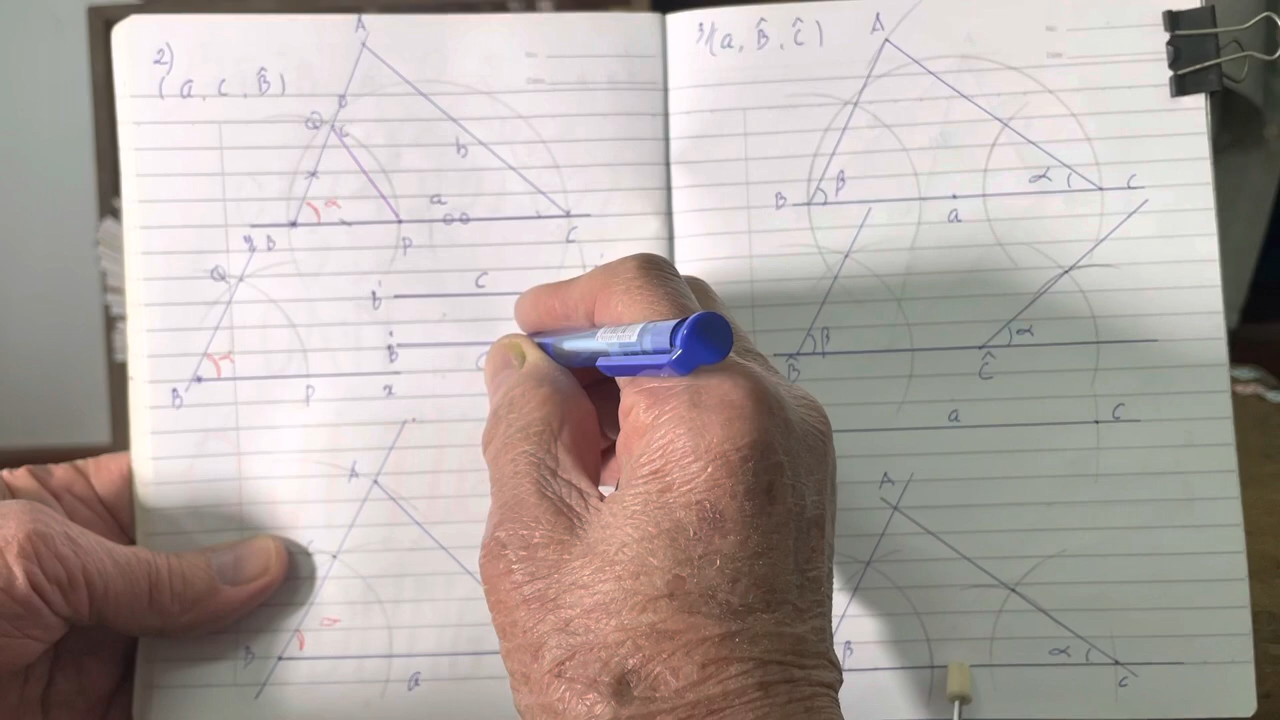 2)
(a, c, B̂)
A
Q c
b
a
α
B P C
y
Q
c
B
B
B P x
A
α
B
a
3) (a, B̂, Ĉ)
A
B β α C
a
β α
B̂ Ĉ
a C
A
β α
C